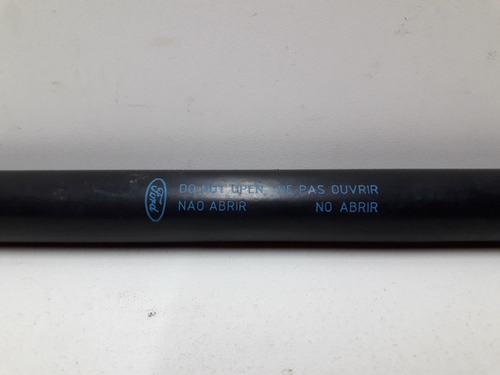 Ford
DO NOT OPEN NE PAS OUVRIR
NAO ABRIR NO ABRIR